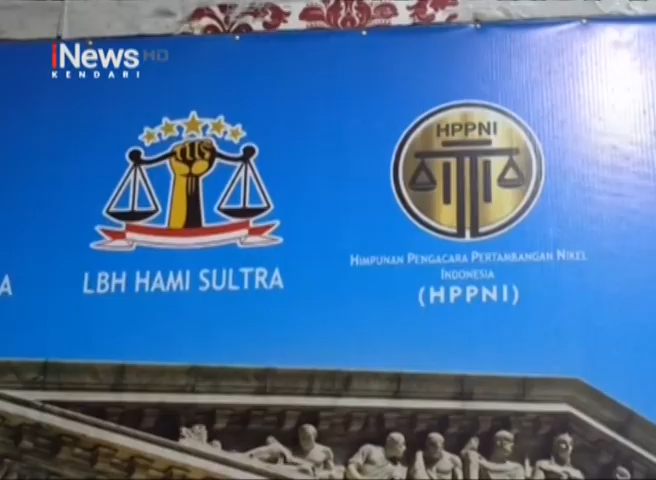 iNews HD
KENDARI
HPPNI
LBH HAMI SULTRA
HIMPUNAN PENGACARA PERTAMBANGAN NIKEL
INDONESIA
(HPPNI)
A